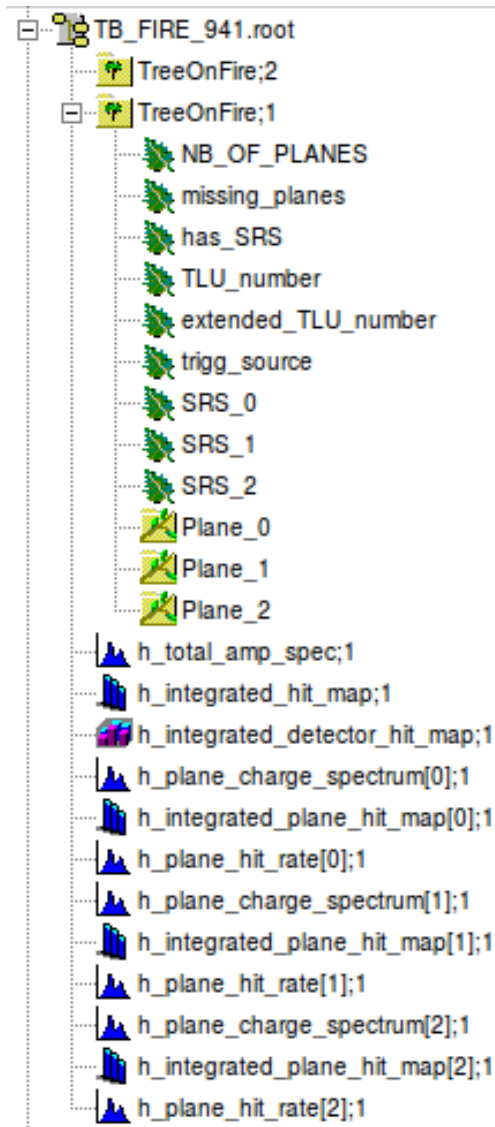 TB_FIRE_941.root
TreeOnFire;2
TreeOnFire;1
NB_OF_PLANES
missing_planes
has_SRS
TLU_number
extended_TLU_number
trigg_source
SRS_0
SRS_1
SRS_2
Plane_0
Plane_1
Plane_2
h_total_amp_spec;1
h_integrated_hit_map;1
h_integrated_detector_hit_map;1
h_plane_charge_spectrum[0];1
h_integrated_plane_hit_map[0];1
h_plane_hit_rate[0];1
h_plane_charge_spectrum[1];1
h_integrated_plane_hit_map[1];1
h_plane_hit_rate[1];1
h_plane_charge_spectrum[2];1
h_integrated_plane_hit_map[2];1
h_plane_hit_rate[2];1